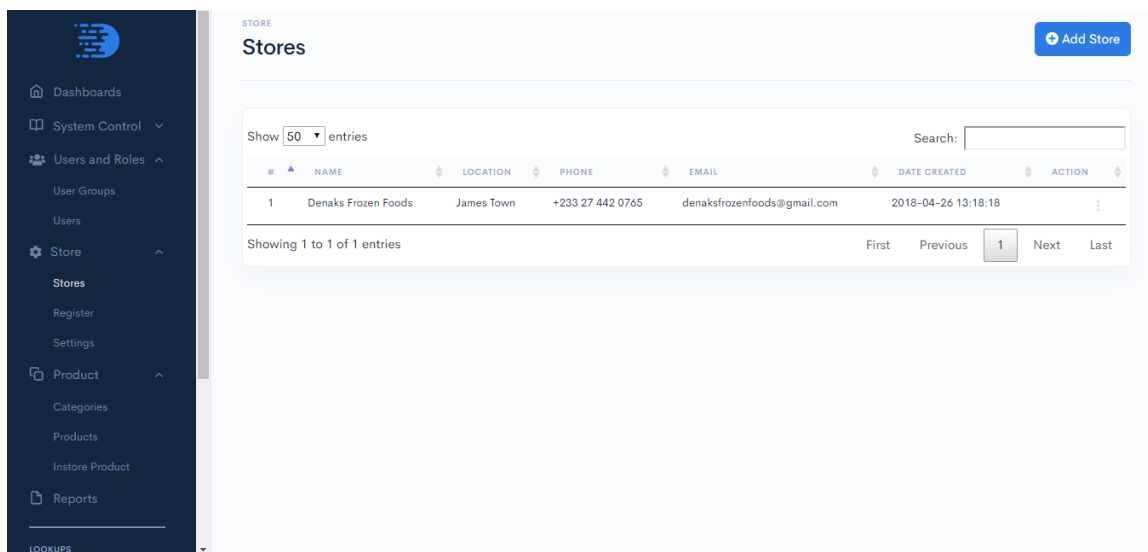 Dashboards
System Control
Users and Roles
User Groups
Users
Store
Stores
Register
Settings
Product
Categories
Products
Instore Product
Reports
LOOKUPS
STORE
Stores
Add Store
Show 50 entries
Search:
# NAME LOCATION PHONE EMAIL DATE CREATED ACTION
1 Denaks Frozen Foods James Town +233 27 442 0765 denaksfrozenfoods@gmail.com 2018-04-26 13:18:18
Showing 1 to 1 of 1 entries
First Previous 1 Next Last